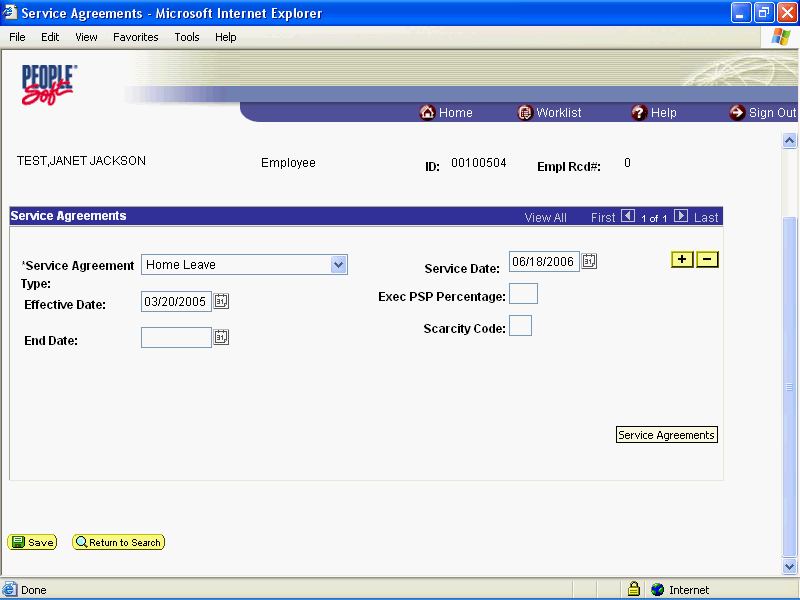 Service Agreements - Microsoft Internet Explorer
File Edit View Favorites Tools Help
PEOPLE
Soft
Home Worklist Help Sign Out
TEST,JANET JACKSON Employee ID: 00100504 Empl Rcd#: 0
Service Agreements View All First 1 of 1 Last
*Service Agreement Type: Home Leave Service Date: 06/18/2006 31 + -
Effective Date: 03/20/2005 31 Exec PSP Percentage:
End Date: 31 Scarcity Code:
Service Agreements
Save Return to Search
Done Internet